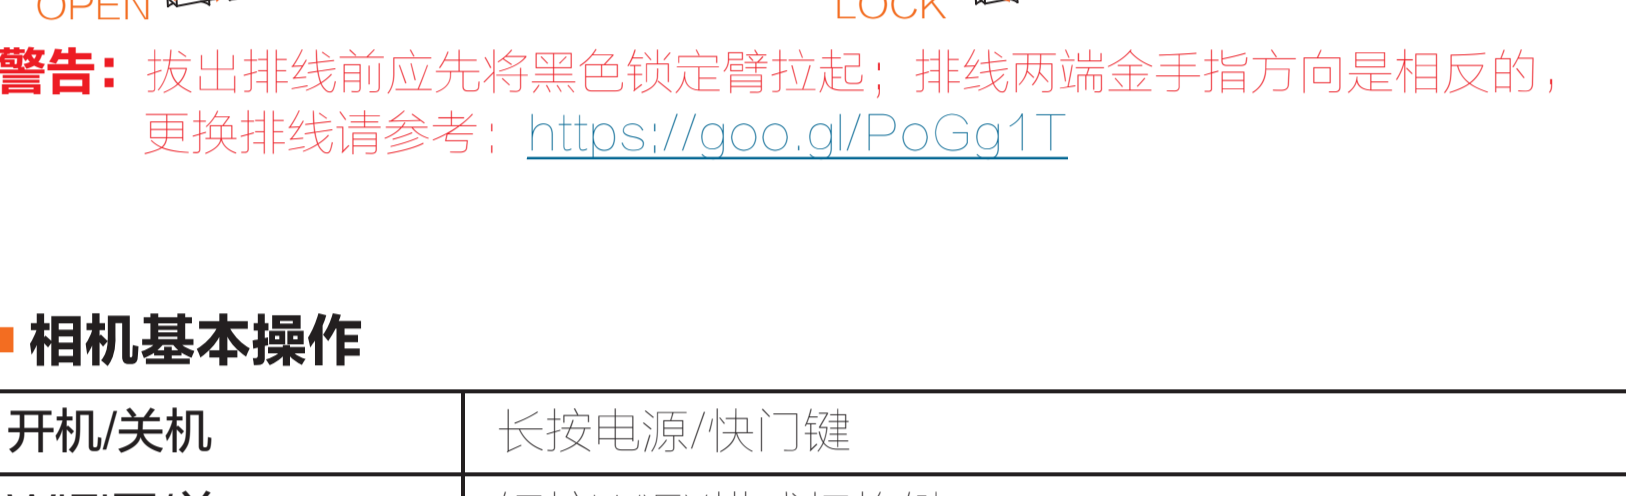 OPEN LOCK
警告：拔出排线前应先将黑色锁定臂拉起；排线两端金手指方向是相反的，
更换排线请参考：https://goo.gl/PoGg1T
相机基本操作
开机/关机 长按电源/快门键